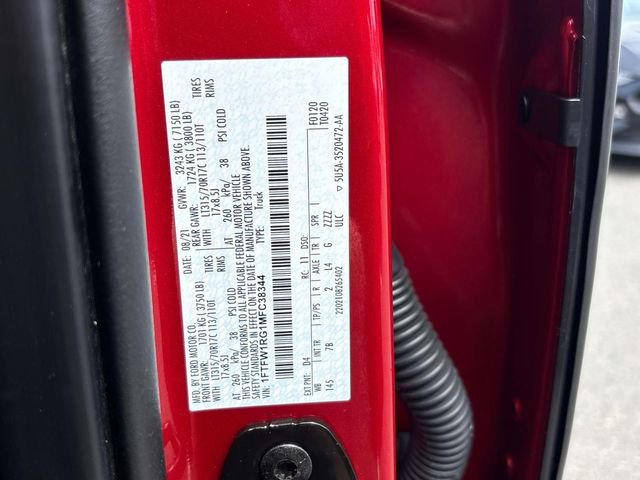 MFD. BY FORD MOTOR CO.
DATE: 08/21 GVWR: 3243 KG ( 7150 LB)
FRONT GAWR: 1701 KG ( 3750 LB) REAR GAWR: 1724 KG ( 3800 LB)
WITH LT315/70R17C 113/110T TIRES WITH LT315/70R17C 113/110T TIRES
17x8.5J RIMS 17x8.5J RIMS
AT 260 kPa/ 38 PSI COLD AT 260 kPa/ 38 PSI COLD
THIS VEHICLE CONFORMS TO ALL APPLICABLE FEDERAL MOTOR VEHICLE
SAFETY STANDARDS IN EFFECT ON THE DATE OF MANUFACTURE SHOWN ABOVE.
VIN: 1FTFW1RG1MFC38344 TYPE: Truck
F0120
T0420
EXT PNT: D4 RC: 11 DSO:
WB INT TR TP/PS R AXLE TR SPR
145 7B 2 L4 G ZZZZ
ULC
22021082651402
▽ 5U5A-3520472-AA